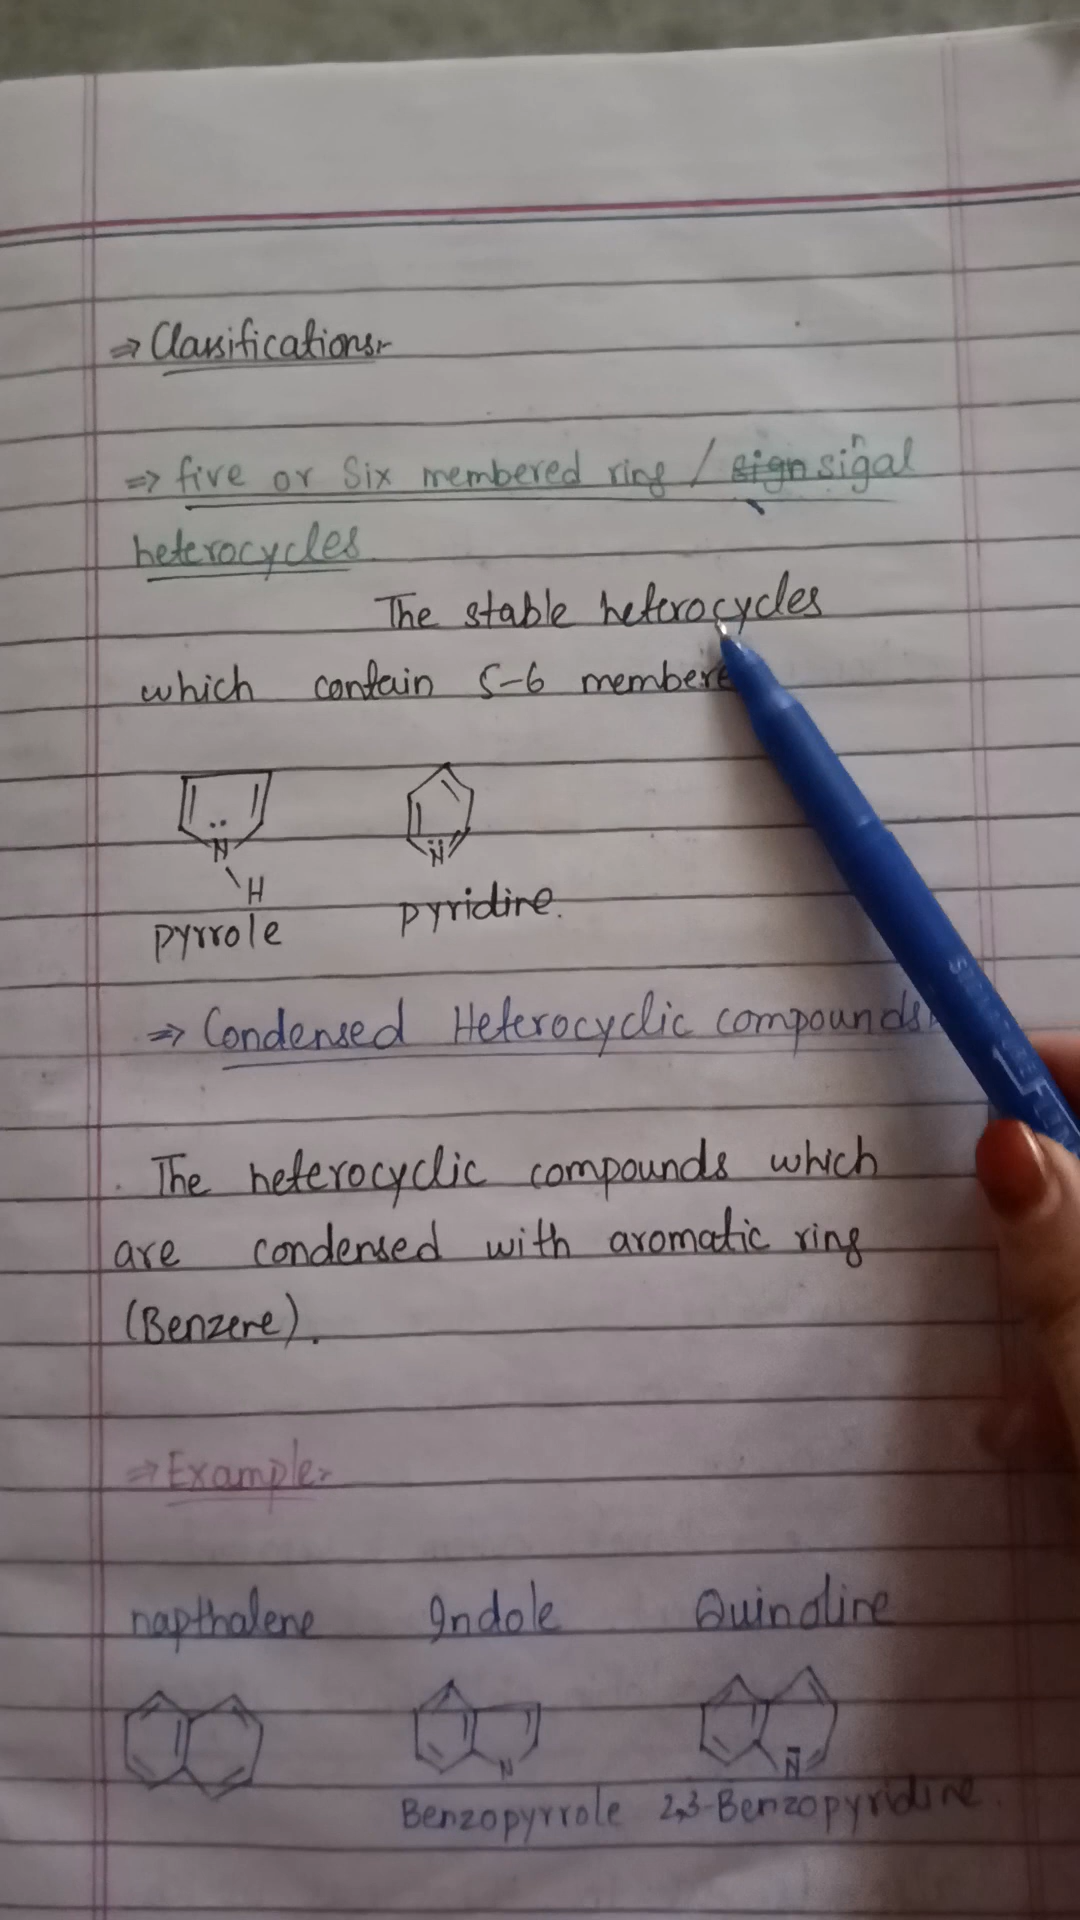 ⇒ Classifications:-
⇒ five or Six membered ring / sign signal
heterocycles
The stable heterocycles
which contain 5-6 membere
N
H
N
pyrrole
pyridine.
⇒ Condensed Heterocyclic compounds
The heterocyclic compounds which
are condensed with aromatic ring
(Benzene).
⇒ Example:-
napthalene Indole Quinoline
N
N
Benzopyrrole 2,3-Benzopyridine.